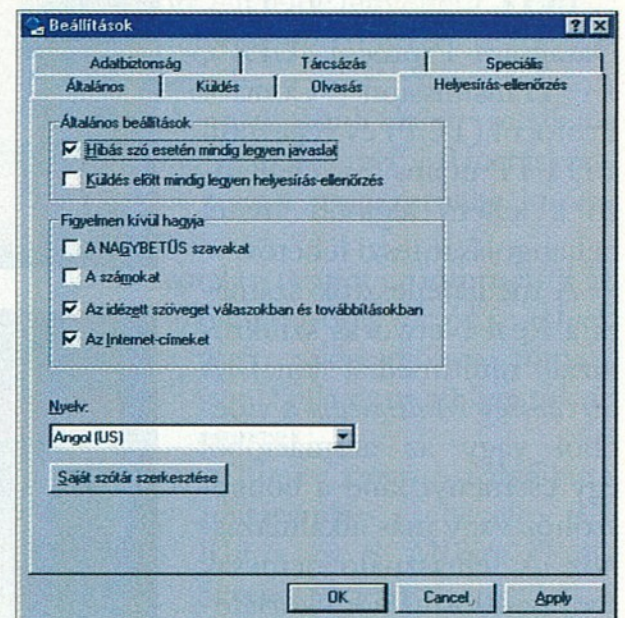 Beállítások
Adatbiztonság Tárcsázás Speciális
Általános Küldés Olvasás Helyesírás-ellenőrzés
Általános beállítások
Hibás szó esetén mindig legyen javaslat
Küldés előtt mindig legyen helyesírás-ellenőrzés
Figyelmen kívül hagyja
A NAGYBETŰS szavakat
A számokat
Az idézett szöveget válaszokban és továbbításokban
Az Internet-címeket
Nyelv:
Angol (US)
Saját szótár szerkesztése
OK Cancel Apply